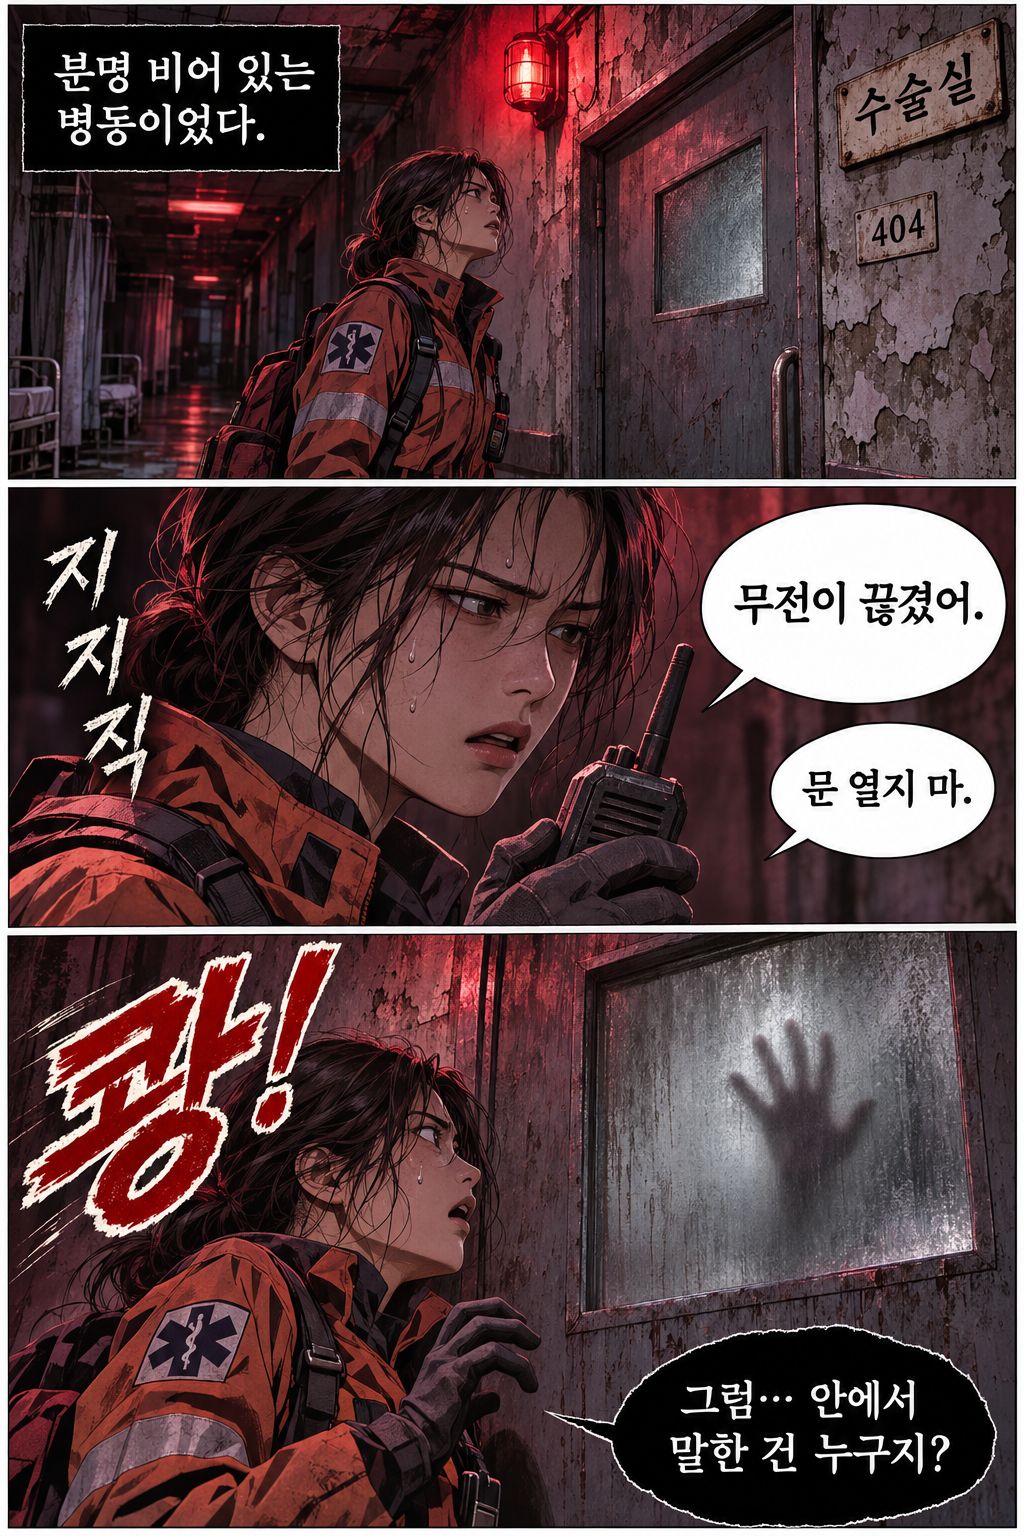 분명 비어 있는
병동이었다.
수술실
404
지
지
직
무전이 끊겼어.
문 열지 마.
쾅!
그럼… 안에서
말한 건 누구지?